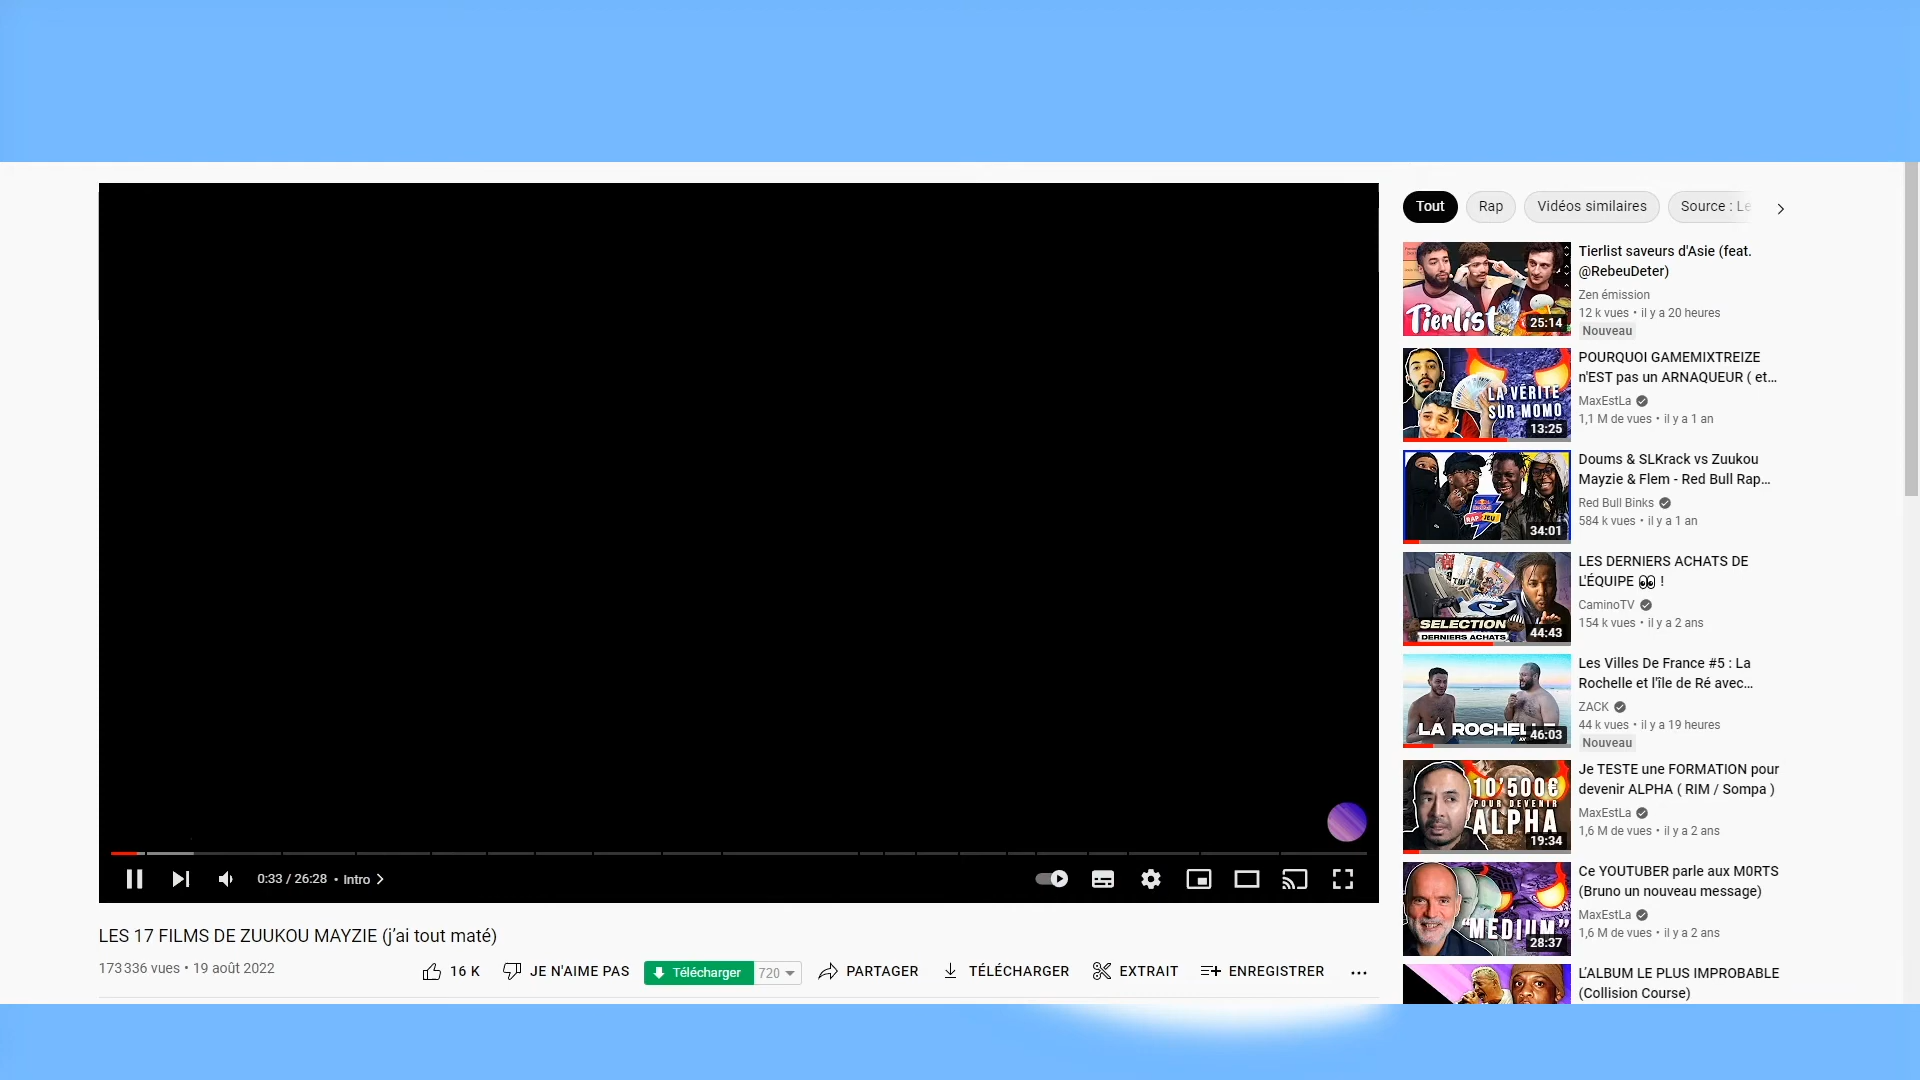 0:33 / 26:28 • Intro
LES 17 FILMS DE ZUUKOU MAYZIE (j'ai tout maté)
173 336 vues • 19 août 2022
16 K
JE N'AIME PAS
Télécharger
720
PARTAGER
TÉLÉCHARGER
EXTRAIT
ENREGISTRER
Tout
Rap
Vidéos similaires
Source : Le
Tierlist
25:14
Tierlist saveurs d'Asie (feat.
@RebeuDeter)
Zen émission
12 k vues • il y a 20 heures
Nouveau
LA VÉRITÉ
SUR MOMO
13:25
POURQUOI GAMEMIXTREIZE
n'EST pas un ARNAQUEUR ( et...
MaxEstLa
1,1 M de vues • il y a 1 an
RAP JEU
34:01
Doums & SLKrack vs Zuukou
Mayzie & Flem - Red Bull Rap...
Red Bull Binks
584 k vues • il y a 1 an
SELECTION
DERNIERS ACHATS
44:43
LES DERNIERS ACHATS DE
L'ÉQUIPE 👀 !
CaminoTV
154 k vues • il y a 2 ans
LA ROCHEL
46:03
Les Villes De France #5 : La
Rochelle et l'île de Ré avec...
ZACK
44 k vues • il y a 19 heures
Nouveau
10'500€
POUR DEVENIR
ALPHA
19:34
Je TESTE une FORMATION pour
devenir ALPHA ( RIM / Sompa )
MaxEstLa
1,6 M de vues • il y a 2 ans
"MEDIUM"
28:37
Ce YOUTUBER parle aux M0RTS
(Bruno un nouveau message)
MaxEstLa
1,6 M de vues • il y a 2 ans
L'ALBUM LE PLUS IMPROBABLE
(Collision Course)